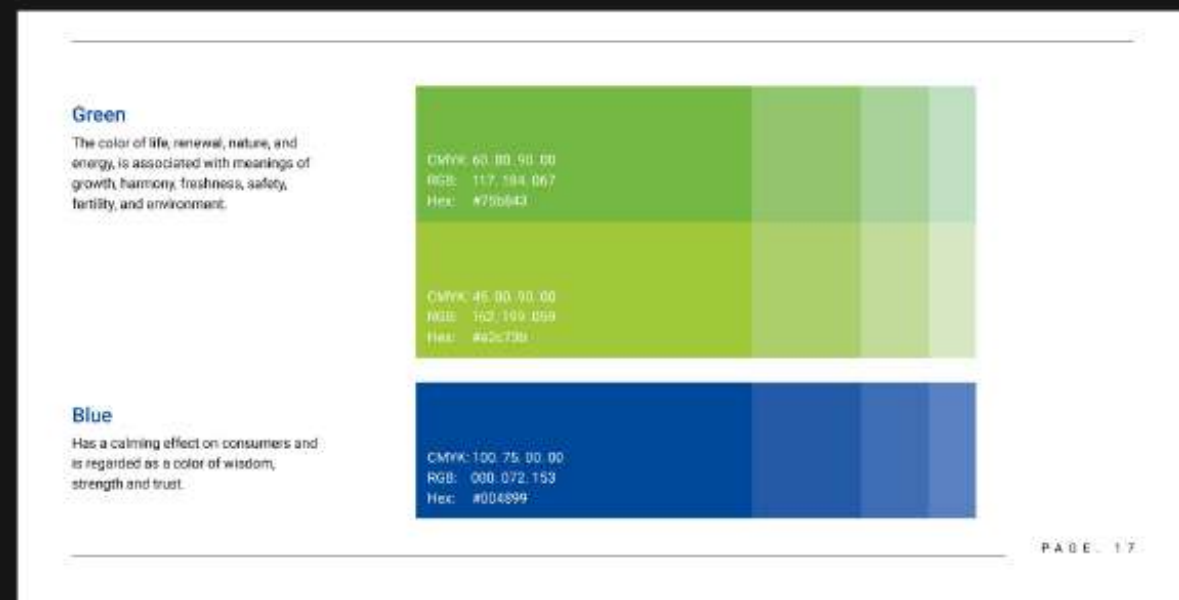 Green
The color of life, renewal, nature, and
energy, is associated with meanings of
growth, harmony, freshness, safety,
fertility, and environment.
CMYK: 60. 00. 90. 00
RGB: 117. 184. 067
Hex: #75b843
CMYK: 45. 00. 90. 00
RGB: 162. 199. 059
Hex: #a2c73b
Blue
Has a calming effect on consumers and
is regarded as a color of wisdom,
strength and trust.
CMYK: 100. 75. 00. 00
RGB: 000. 072. 153
Hex: #004899
PAGE. 17